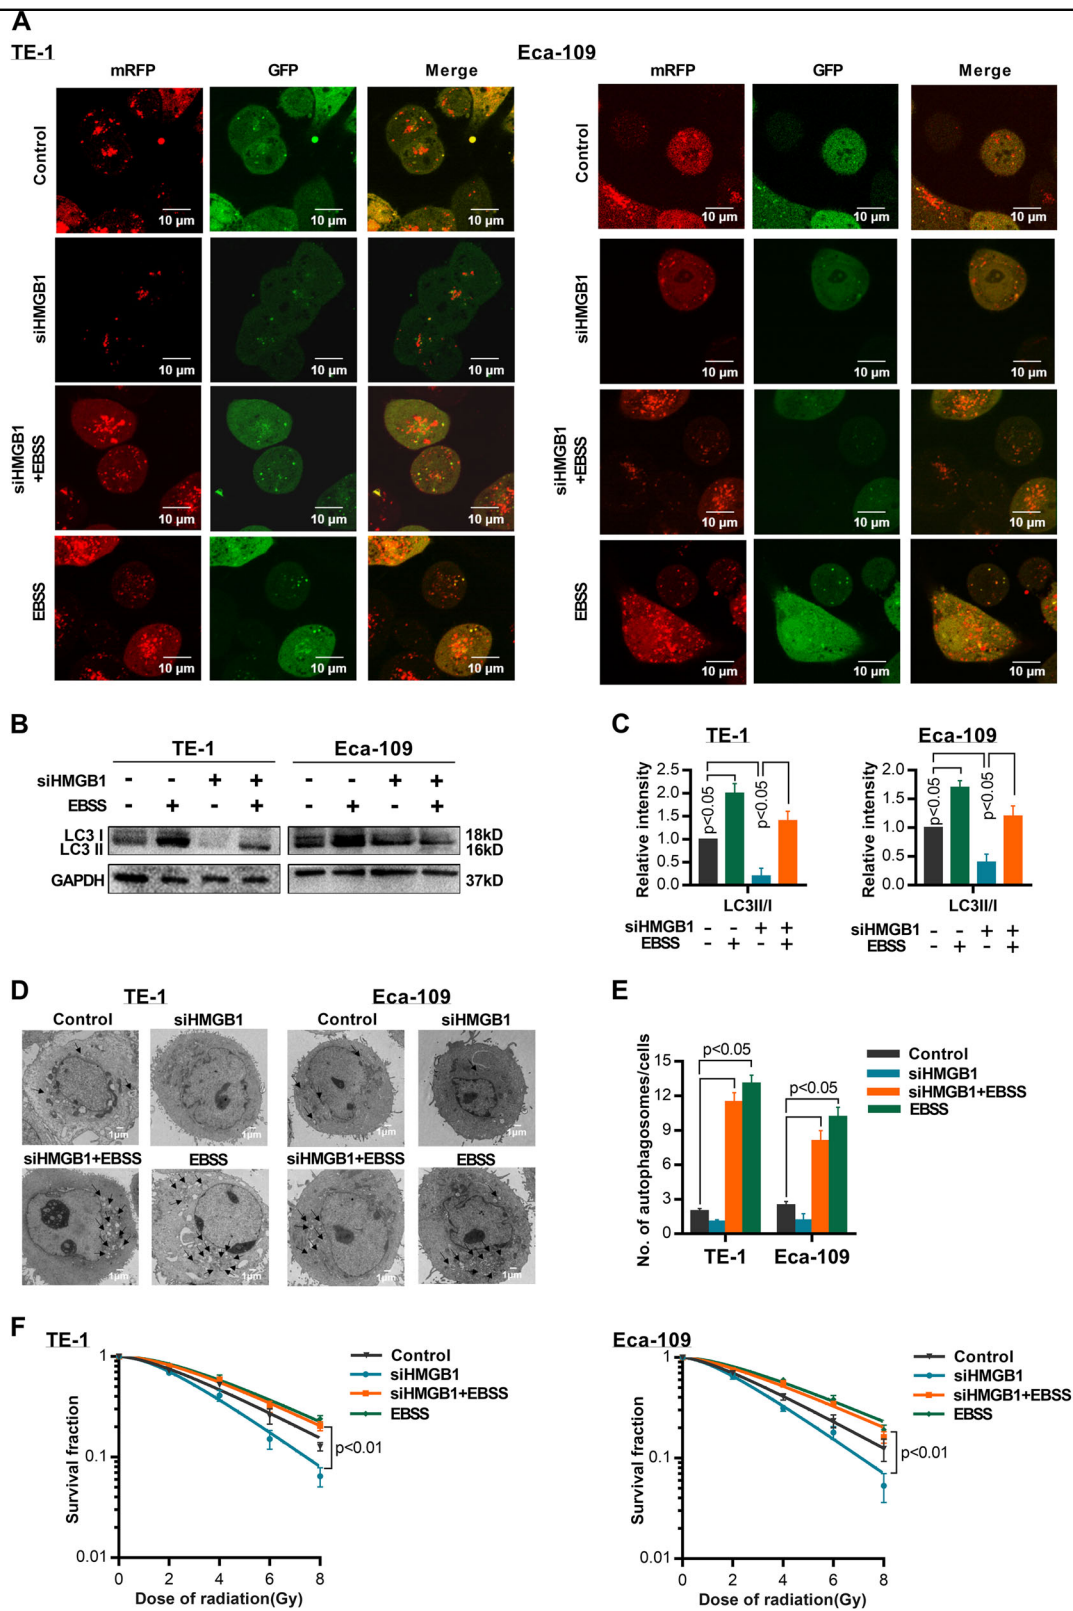 A
TE-1
Eca-109
mRFP GFP Merge
mRFP GFP Merge
Control
10 µm 10 µm 10 µm
10 µm 10 µm 10 µm
siHMGB1
siHMGB1
10 µm 10 µm 10 µm
10 µm 10 µm 10 µm
siHMGB1
+EBSS
siHMGB1
+EBSS
10 µm 10 µm 10 µm
10 µm 10 µm 10 µm
EBSS
EBSS
10 µm 10 µm 10 µm
10 µm 10 µm 10 µm
Control
B
TE-1 Eca-109
siHMGB1 - - + + - - + +
EBSS - + - + - + - +
LC3 I 18kD
LC3 II 16kD
GAPDH 37kD
C
TE-1
Relative intensity
2.5
2.0
1.5
1.0
0.5
0.0
p<0.05 p<0.05
LC3II/I
siHMGB1 - - + +
EBSS - + - +
Eca-109
Relative intensity
2.5
2.0
1.5
1.0
0.5
0.0
p<0.05 p<0.05
LC3II/I
siHMGB1 - - + +
EBSS - + - +
D
TE-1 Eca-109
Control siHMGB1 Control siHMGB1
1µm 1µm 1µm 1µm
siHMGB1+EBSS EBSS siHMGB1+EBSS EBSS
1µm 1µm 1µm 1µm
E
No. of autophagosomes/cells
15
12
9
6
3
0
p<0.05
p<0.05
TE-1 Eca-109
Control
siHMGB1
siHMGB1+EBSS
EBSS
F
TE-1
Survival fraction
1
0.1
0.01
0 2 4 6 8
Dose of radiation(Gy)
Control
siHMGB1
siHMGB1+EBSS
EBSS
p<0.01
Eca-109
Survival fraction
1
0.1
0.01
0 2 4 6 8
Dose of radiation(Gy)
Control
siHMGB1
siHMGB1+EBSS
EBSS
p<0.01